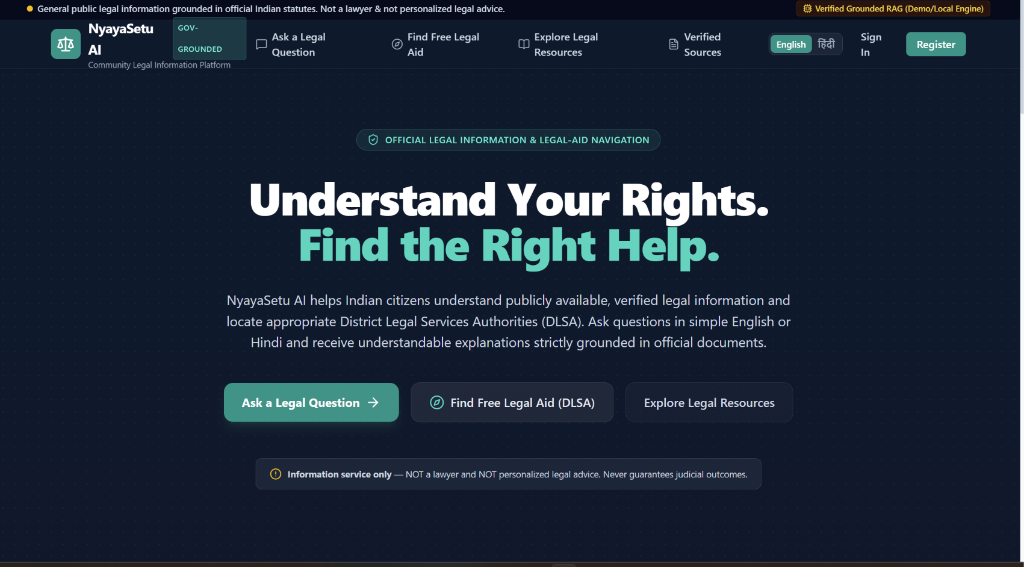 General public legal information grounded in official Indian statutes. Not a lawyer & not personalized legal advice.
Verified Grounded RAG (Demo/Local Engine)
NyayaSetu
AI
GOV-
GROUNDED
Community Legal Information Platform
Ask a Legal
Question
Find Free Legal
Aid
Explore Legal
Resources
Verified
Sources
English
हिंदी
Sign
In
Register
OFFICIAL LEGAL INFORMATION & LEGAL-AID NAVIGATION
Understand Your Rights.
Find the Right Help.
NyayaSetu AI helps Indian citizens understand publicly available, verified legal information and
locate appropriate District Legal Services Authorities (DLSA). Ask questions in simple English or
Hindi and receive understandable explanations strictly grounded in official documents.
Ask a Legal Question
Find Free Legal Aid (DLSA)
Explore Legal Resources
Information service only — NOT a lawyer and NOT personalized legal advice. Never guarantees judicial outcomes.